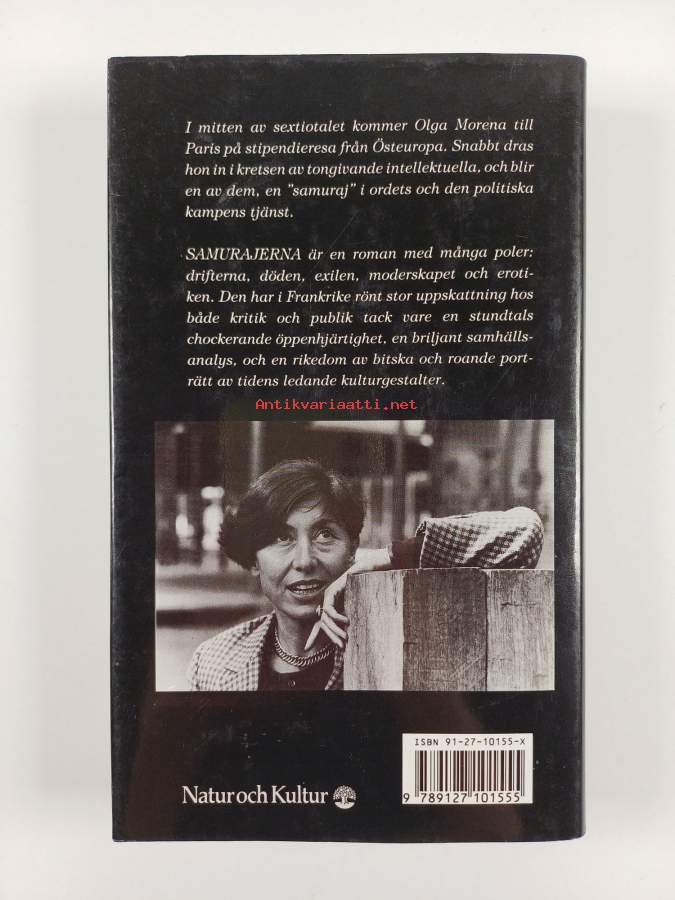 I mitten av sextiotalet kommer Olga Morena till
Paris på stipendieresa från Östeuropa. Snabbt dras
hon in i kretsen av tongivande intellektuella, och blir
en av dem, en ”samuraj” i ordets och den politiska
kampens tjänst.
SAMURAJERNA är en roman med många poler:
drifterna, döden, exilen, moderskapet och eroti-
ken. Den har i Frankrike rönt stor uppskattning hos
både kritik och publik tack vare en stundtals
chockerande öppenhjärtighet, en briljant samhälls-
analys, och en rikedom av bitska och roande port-
rätt av tidens ledande kulturgestalter.
Antikvariaatti.net
ISBN 91-27-10155-X
9 789127 101555
Natur och Kultur